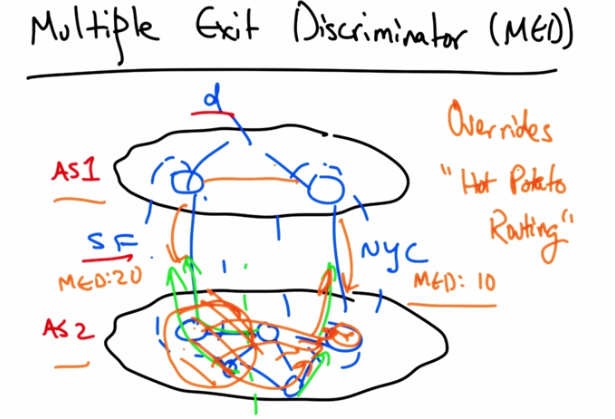 Multiple Exit Discriminator (MED)
d
Overrides
"Hot Potato
Routing"
AS1
SF
NYC
MED:20
MED: 10
AS2